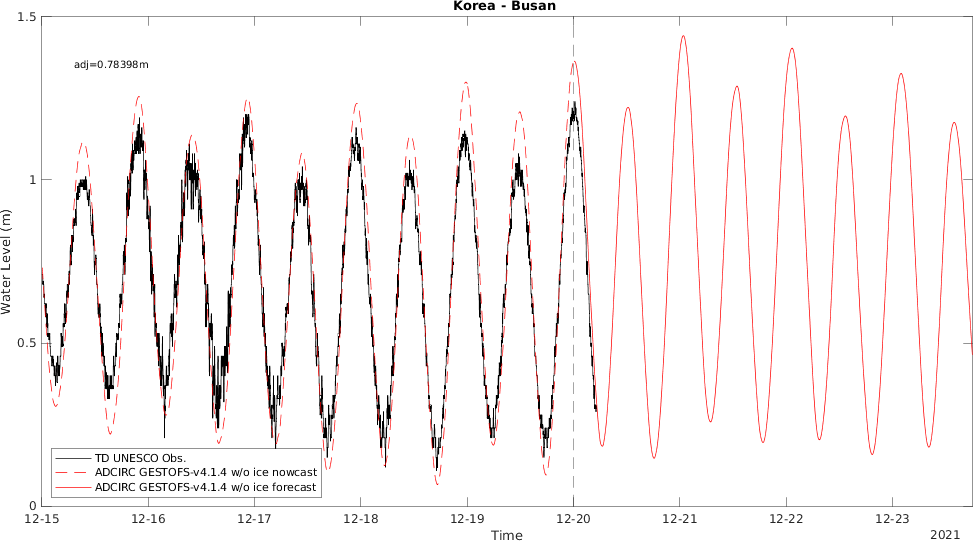 Korea - Busan
1.5
adj=0.78398m
1
Water Level (m)
0.5
TD UNESCO Obs.
ADCIRC GESTOFS-v4.1.4 w/o ice nowcast
ADCIRC GESTOFS-v4.1.4 w/o ice forecast
0
12-15 12-16 12-17 12-18 12-19 12-20 12-21 12-22 12-23
Time
2021